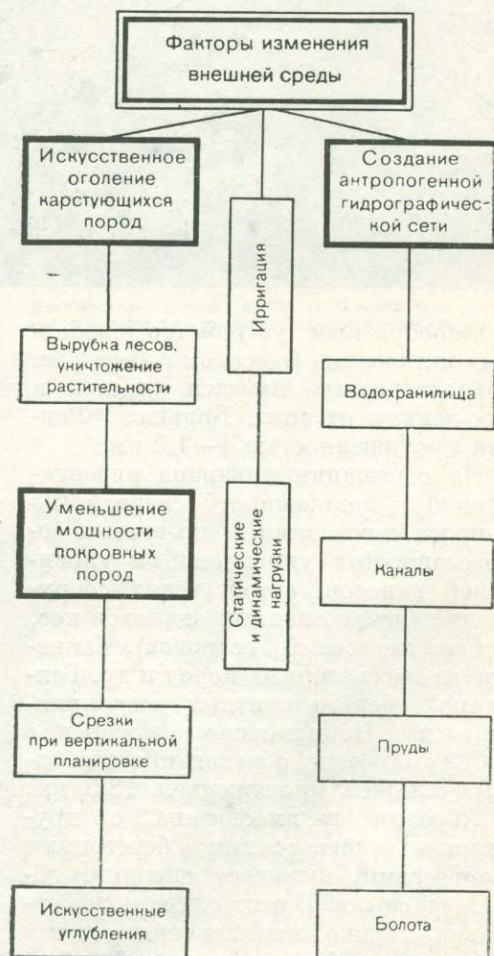 Факторы изменения
внешней среды
Искусственное
оголение
карстующихся
пород
Создание
антропогенной
гидрографичес-
кой сети
Ирригация
Вырубка лесов.
уничтожение
растительности
Водохранилища
Уменьшение
мощности
покровных
пород
Статические
и динамические
нагрузки
Каналы
Срезки
при вертикальной
планировке
Пруды
Искусственные
углубления
Болота